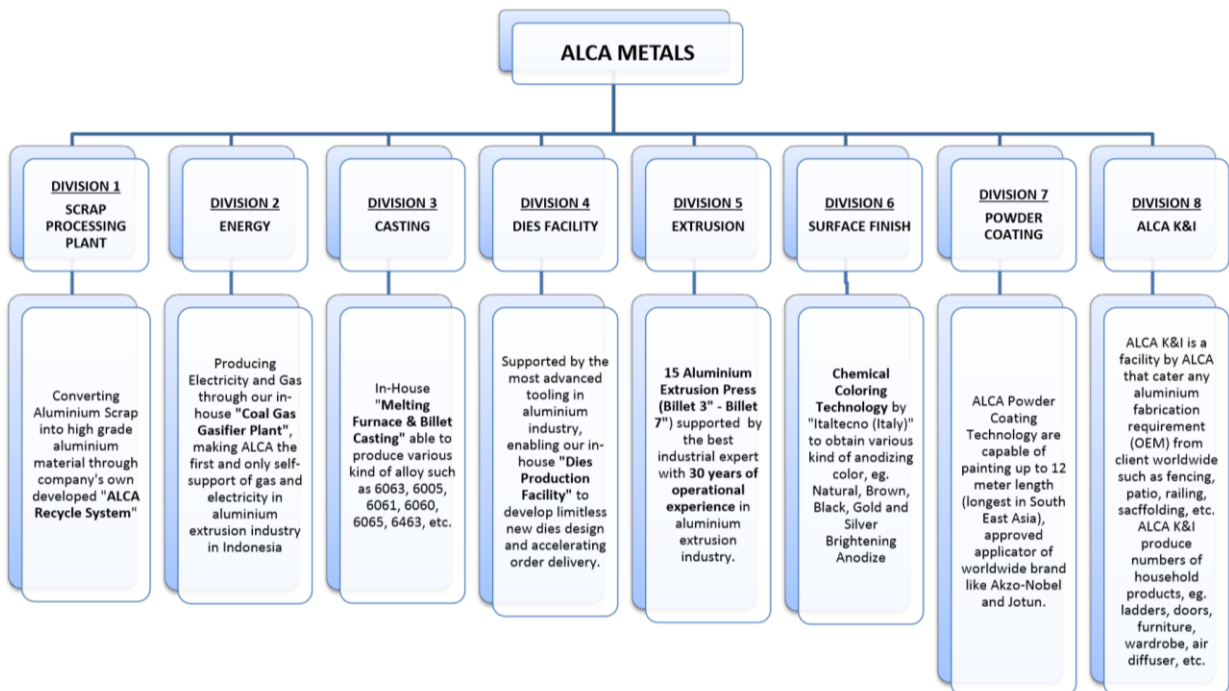 ALCA METALS
DIVISION 1
SCRAP
PROCESSING
PLANT
DIVISION 2
ENERGY
DIVISION 3
CASTING
DIVISION 4
DIES FACILITY
DIVISION 5
EXTRUSION
DIVISION 6
SURFACE FINISH
DIVISION 7
POWDER
COATING
DIVISION 8
ALCA K&I
Converting
Aluminium Scrap
into high grade
aluminium
material through
company's own
developed "ALCA
Recycle System"
Producing
Electricity and Gas
through our in-
house "Coal Gas
Gasifier Plant",
making ALCA the
first and only self-
support of gas and
electricity in
aluminium
extrusion industry
in Indonesia
In-House
"Melting
Furnace & Billet
Casting" able to
produce various
kind of alloy such
as 6063, 6005,
6061, 6060,
6065, 6463, etc.
Supported by the
most advanced
tooling in
aluminium
industry,
enabling our in-
house "Dies
Production
Facility" to
develop limitless
new dies design
and accelerating
order delivery.
15 Aluminium
Extrusion Press
(Billet 3" - Billet
7") supported by
the best
industrial expert
with 30 years of
operational
experience in
aluminium
extrusion
industry.
Chemical
Coloring
Technology by
"Italtecno (Italy)"
to obtain various
kind of anodizing
color, eg.
Natural, Brown,
Black, Gold and
Silver
Brightening
Anodize
ALCA Powder
Coating
Technology are
capable of
painting up to 12
meter length
(longest in South
East Asia),
approved
applicator of
worldwide brand
like Akzo-Nobel
and Jotun.
ALCA K&I is a
facility by ALCA
that cater any
aluminium
fabrication
requirement
(OEM) from
client worldwide
such as fencing,
patio, railing,
sacffolding, etc.
ALCA K&I
produce
numbers of
household
products, eg.
ladders, doors,
furniture,
wardrobe, air
diffuser, etc.